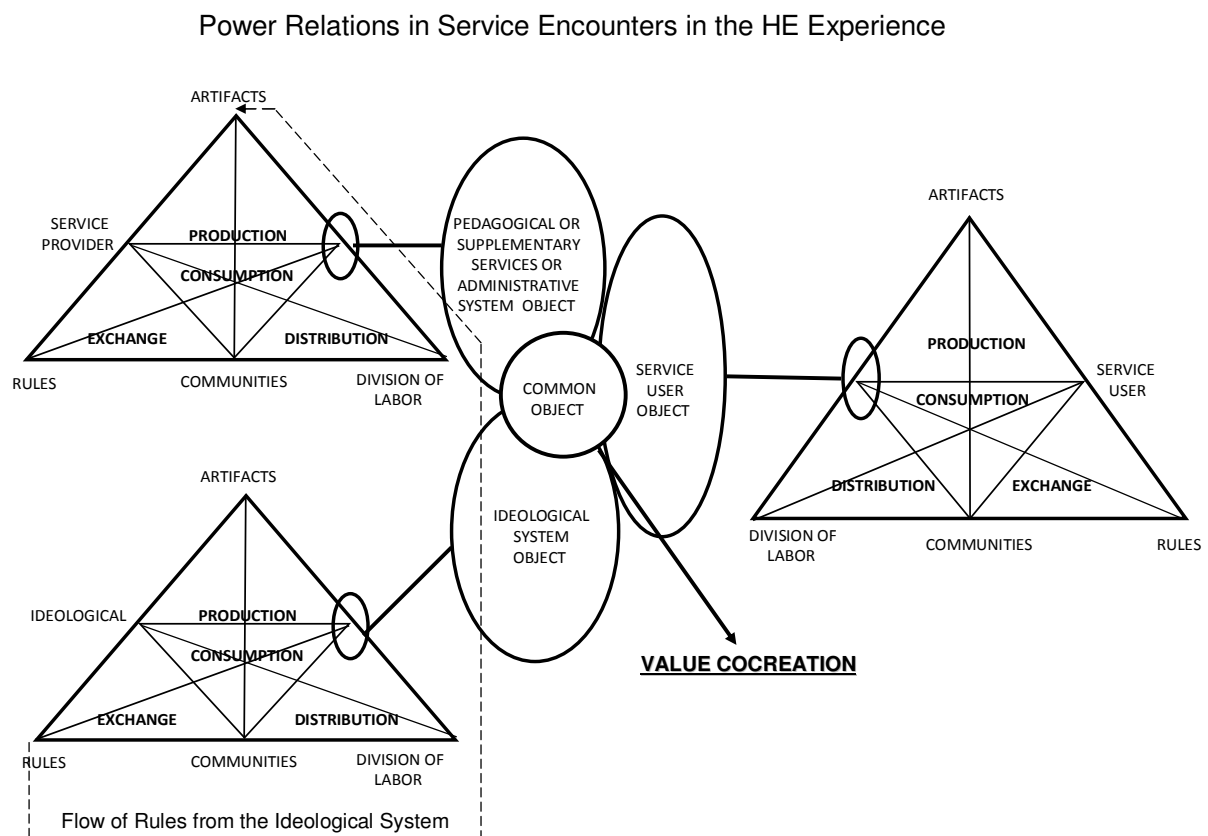 Power Relations in Service Encounters in the HE Experience
ARTIFACTS
SERVICE
PROVIDER
PRODUCTION
CONSUMPTION
EXCHANGE
DISTRIBUTION
RULES
COMMUNITIES
DIVISION OF
LABOR
PEDAGOGICAL OR
SUPPLEMENTARY
SERVICES OR
ADMINISTRATIVE
SYSTEM OBJECT
COMMON
OBJECT
SERVICE
USER
OBJECT
ARTIFACTS
PRODUCTION
SERVICE
USER
CONSUMPTION
DISTRIBUTION
EXCHANGE
DIVISION OF
LABOR
COMMUNITIES
RULES
ARTIFACTS
IDEOLOGICAL
PRODUCTION
CONSUMPTION
EXCHANGE
DISTRIBUTION
RULES
COMMUNITIES
DIVISION OF
LABOR
IDEOLOGICAL
SYSTEM
OBJECT
VALUE COCREATION
Flow of Rules from the Ideological System